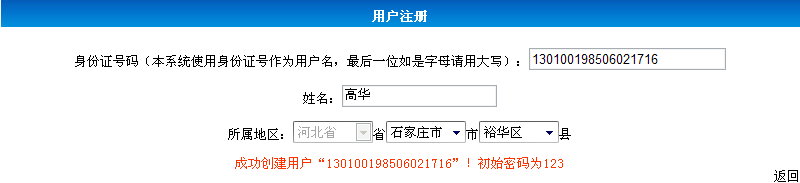 用户注册
身份证号码（本系统使用身份证号作为用户名，最后一位如是字母请用大写）：130100198506021716
姓名：高华
所属地区：河北省省石家庄市市裕华区县
成功创建用户“130100198506021716”！初始密码为123
返回